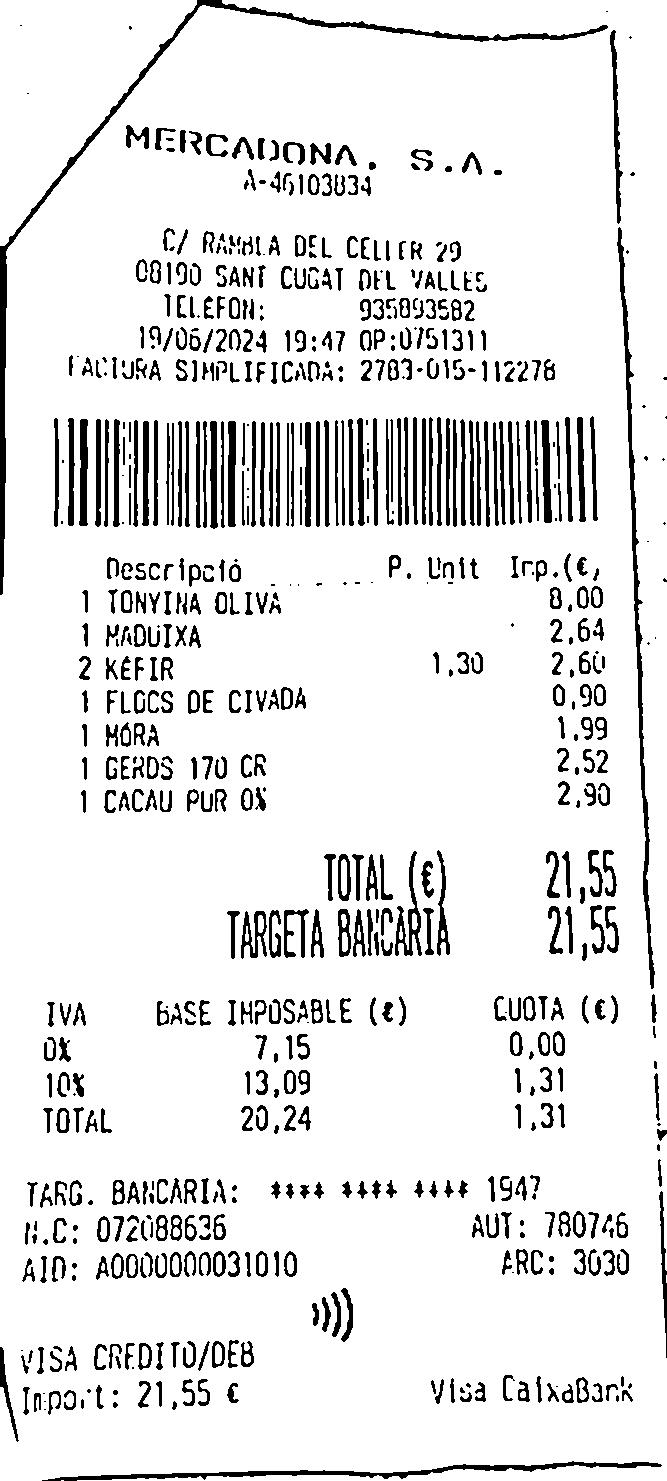 MERCADONA, S.A.
A-46103834
C/ RAMBLA DEL CELLER 29
08190 SANT CUGAT DEL VALLES
TELÈFON: 935893582
19/06/2024 19:47 OP:0751311
FACTURA SIMPLIFICADA: 2783-015-112278
Descripció P. Unit Imp.(€)
1 TONYINA OLIVA 8,00
1 MADUIXA 2,64
2 KÉFIR 1,30 2,60
1 FLOCS DE CIVADA 0,90
1 MÓRA 1,99
1 GERDS 170 CR 2,52
1 CACAU PUR 0% 2,90
TOTAL (€) 21,55
TARGETA BANCÀRIA 21,55
IVA BASE IMPOSABLE (€) CUOTA (€)
0% 7,15 0,00
10% 13,09 1,31
TOTAL 20,24 1,31
TARG. BANCARIA: **** **** **** 1947
N.C: 072088636 AUT: 780746
AID: A0000000031010 ARC: 3030
VISA CREDITO/DEB
Import: 21,55 € Visa CaixaBank